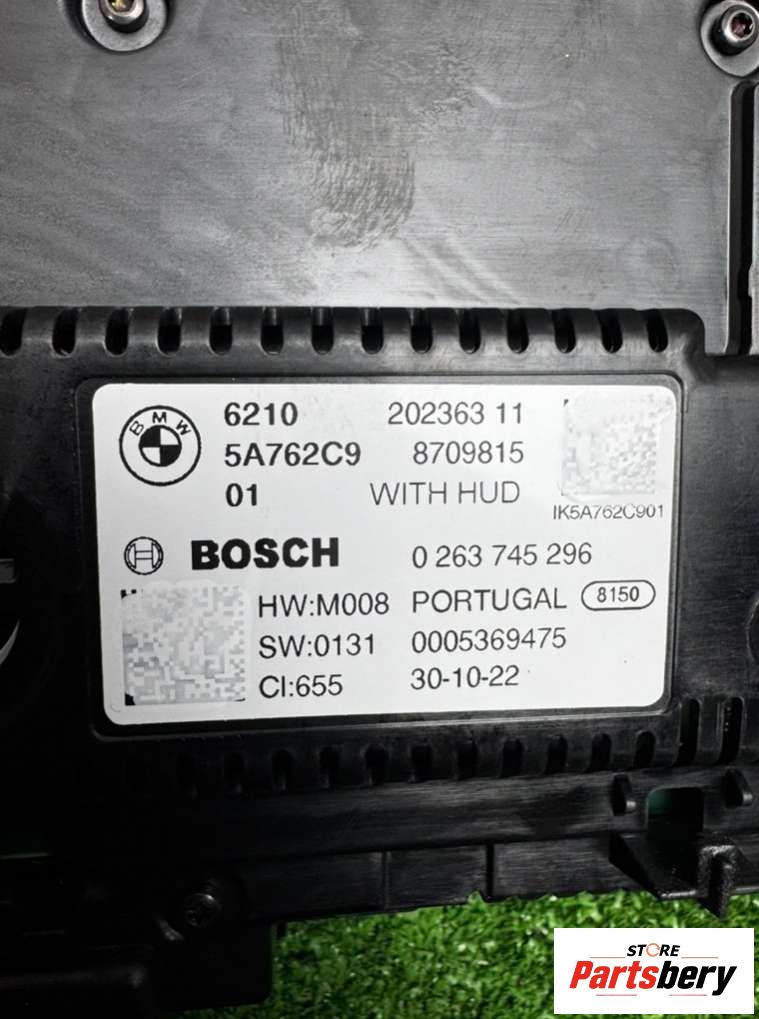 BMW
6210 202363 11
5A762C9 8709815
01 WITH HUD
IK5A762C901
BOSCH 0 263 745 296
HW:M008 PORTUGAL 8150
SW:0131 0005369475
CI:655 30-10-22
STORE
Partsbery